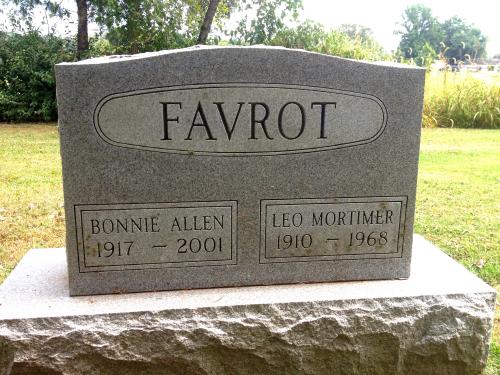 FAVROT
BONNIE ALLEN
1917 - 2001
LEO MORTIMER
1910 - 1968